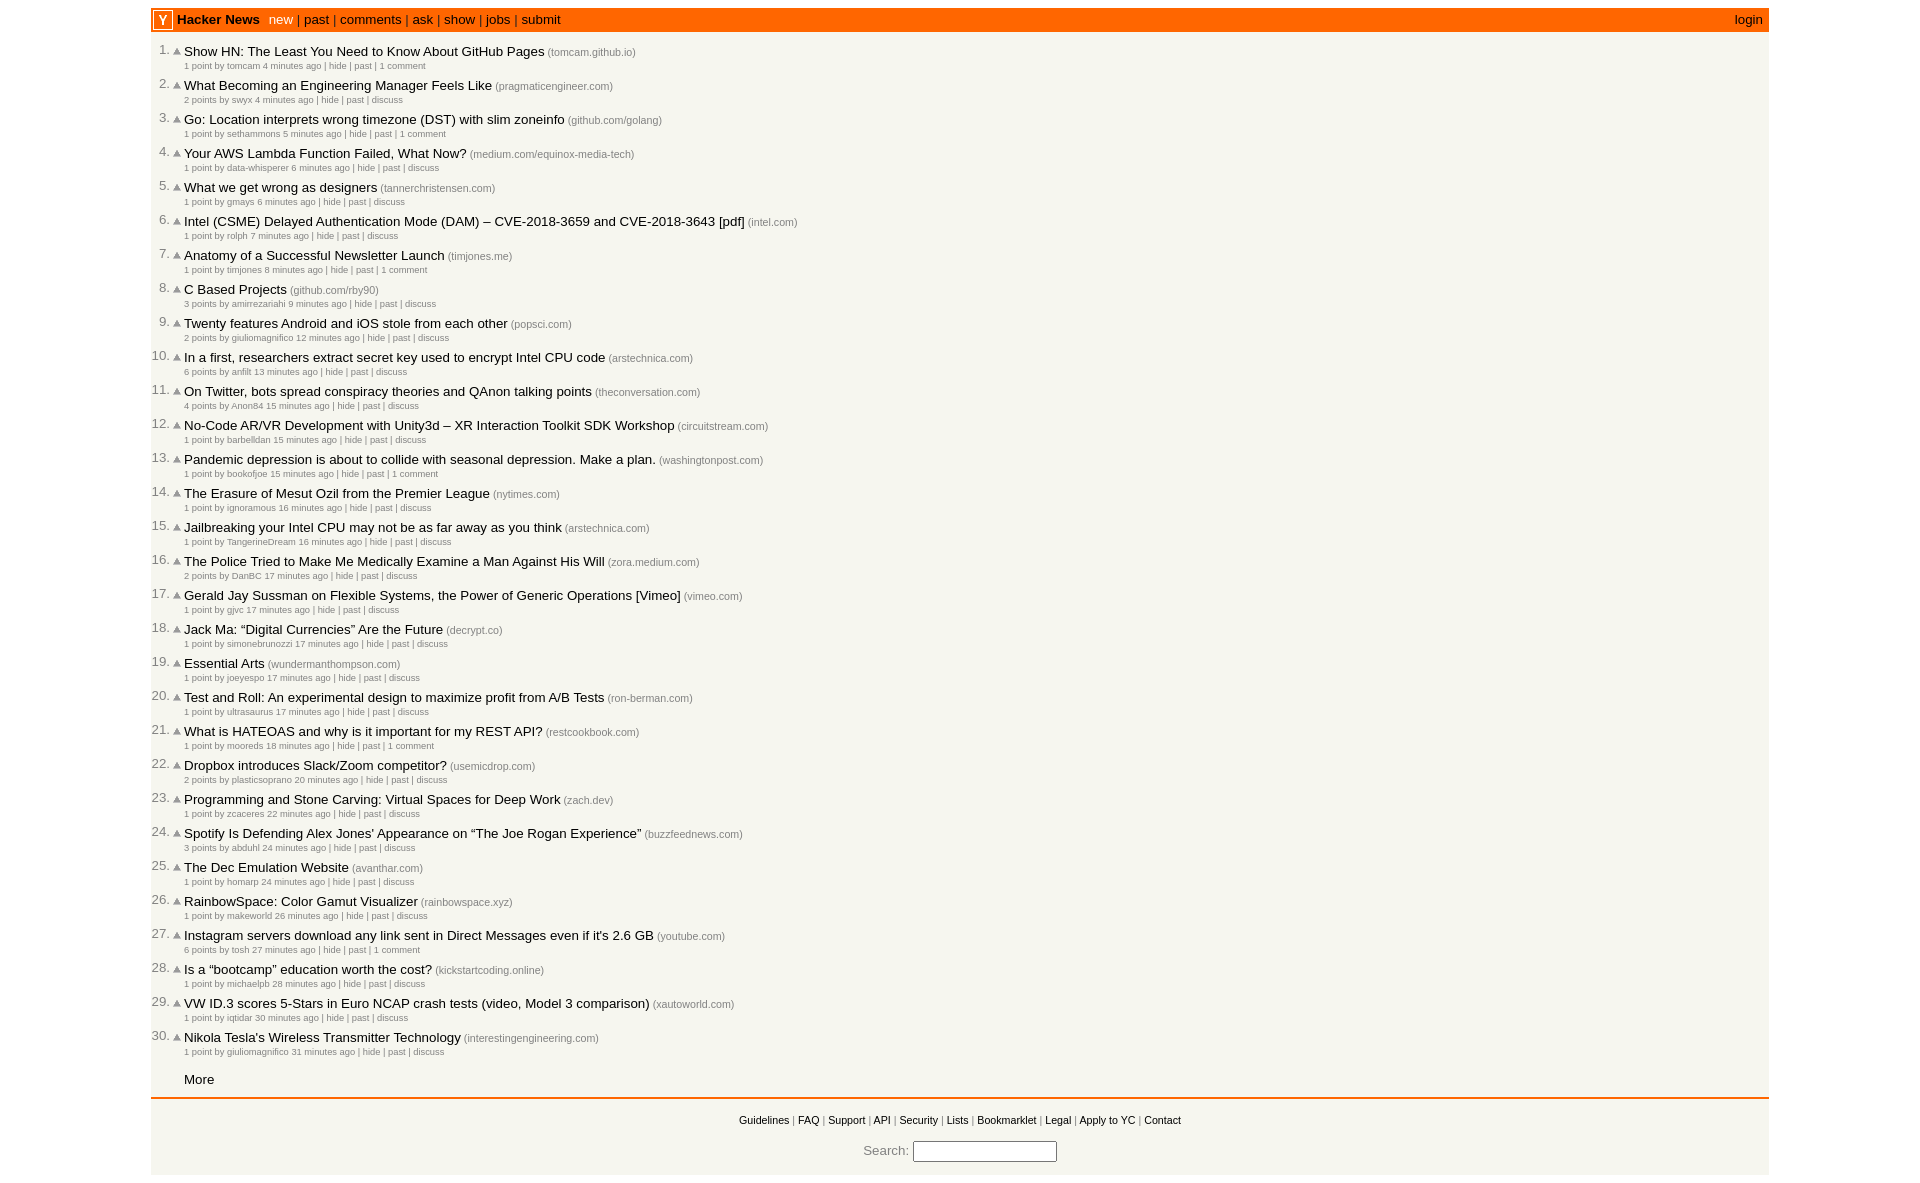 Y Hacker News new | past | comments | ask | show | jobs | submit login
1. Show HN: The Least You Need to Know About GitHub Pages (tomcam.github.io)
1 point by tomcam 4 minutes ago | hide | past | 1 comment
2. What Becoming an Engineering Manager Feels Like (pragmaticengineer.com)
2 points by swyx 4 minutes ago | hide | past | discuss
3. Go: Location interprets wrong timezone (DST) with slim zoneinfo (github.com/golang)
1 point by sethammons 5 minutes ago | hide | past | 1 comment
4. Your AWS Lambda Function Failed, What Now? (medium.com/equinox-media-tech)
1 point by data-whisperer 6 minutes ago | hide | past | discuss
5. What we get wrong as designers (tannerchristensen.com)
1 point by gmays 6 minutes ago | hide | past | discuss
6. Intel (CSME) Delayed Authentication Mode (DAM) – CVE-2018-3659 and CVE-2018-3643 [pdf] (intel.com)
1 point by rolph 7 minutes ago | hide | past | discuss
7. Anatomy of a Successful Newsletter Launch (timjones.me)
1 point by timjones 8 minutes ago | hide | past | 1 comment
8. C Based Projects (github.com/rby90)
3 points by amirrezariahi 9 minutes ago | hide | past | discuss
9. Twenty features Android and iOS stole from each other (popsci.com)
2 points by giuliomagnifico 12 minutes ago | hide | past | discuss
10. In a first, researchers extract secret key used to encrypt Intel CPU code (arstechnica.com)
6 points by anfilt 13 minutes ago | hide | past | discuss
11. On Twitter, bots spread conspiracy theories and QAnon talking points (theconversation.com)
4 points by Anon84 15 minutes ago | hide | past | discuss
12. No-Code AR/VR Development with Unity3d – XR Interaction Toolkit SDK Workshop (circuitstream.com)
1 point by barbelldan 15 minutes ago | hide | past | discuss
13. Pandemic depression is about to collide with seasonal depression. Make a plan. (washingtonpost.com)
1 point by bookofjoe 15 minutes ago | hide | past | 1 comment
14. The Erasure of Mesut Ozil from the Premier League (nytimes.com)
1 point by ignoramous 16 minutes ago | hide | past | discuss
15. Jailbreaking your Intel CPU may not be as far away as you think (arstechnica.com)
1 point by TangerineDream 16 minutes ago | hide | past | discuss
16. The Police Tried to Make Me Medically Examine a Man Against His Will (zora.medium.com)
2 points by DanBC 17 minutes ago | hide | past | discuss
17. Gerald Jay Sussman on Flexible Systems, the Power of Generic Operations [Vimeo] (vimeo.com)
1 point by gjvc 17 minutes ago | hide | past | discuss
18. Jack Ma: “Digital Currencies” Are the Future (decrypt.co)
1 point by simonebrunozzi 17 minutes ago | hide | past | discuss
19. Essential Arts (wundermanthompson.com)
1 point by joeyespo 17 minutes ago | hide | past | discuss
20. Test and Roll: An experimental design to maximize profit from A/B Tests (ron-berman.com)
1 point by ultrasaurus 17 minutes ago | hide | past | discuss
21. What is HATEOAS and why is it important for my REST API? (restcookbook.com)
1 point by mooreds 18 minutes ago | hide | past | 1 comment
22. Dropbox introduces Slack/Zoom competitor? (usemicdrop.com)
2 points by plasticsoprano 20 minutes ago | hide | past | discuss
23. Programming and Stone Carving: Virtual Spaces for Deep Work (zach.dev)
1 point by zcaceres 22 minutes ago | hide | past | discuss
24. Spotify Is Defending Alex Jones' Appearance on “The Joe Rogan Experience” (buzzfeednews.com)
3 points by abduhl 24 minutes ago | hide | past | discuss
25. The Dec Emulation Website (avanthar.com)
1 point by homarp 24 minutes ago | hide | past | discuss
26. RainbowSpace: Color Gamut Visualizer (rainbowspace.xyz)
1 point by makeworld 26 minutes ago | hide | past | discuss
27. Instagram servers download any link sent in Direct Messages even if it's 2.6 GB (youtube.com)
6 points by tosh 27 minutes ago | hide | past | 1 comment
28. Is a “bootcamp” education worth the cost? (kickstartcoding.online)
1 point by michaelpb 28 minutes ago | hide | past | discuss
29. VW ID.3 scores 5-Stars in Euro NCAP crash tests (video, Model 3 comparison) (xautoworld.com)
1 point by iqtidar 30 minutes ago | hide | past | discuss
30. Nikola Tesla's Wireless Transmitter Technology (interestingengineering.com)
1 point by giuliomagnifico 31 minutes ago | hide | past | discuss
More
Guidelines | FAQ | Support | API | Security | Lists | Bookmarklet | Legal | Apply to YC | Contact
Search: